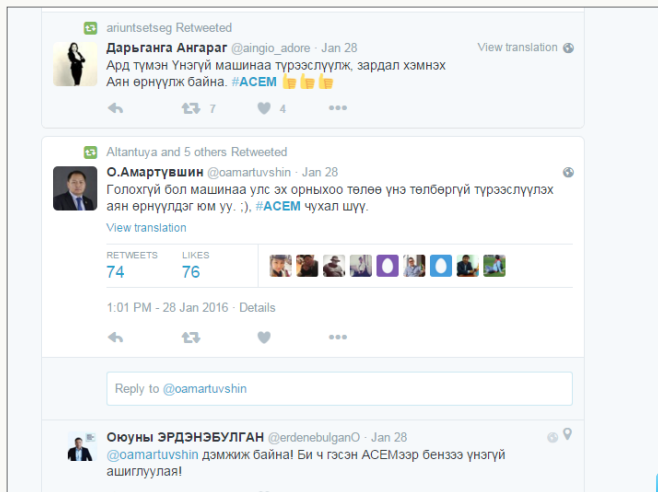 ariuntsetseg Retweeted
Дарьганга Ангараг @aingio_adore · Jan 28 View translation
Ард түмэн Үнэгүй машинаа түрээслүүлж, зардал хэмнэх
Аян өрнүүлж байна. #ACEM 👍👍👍
7 4
Altantuya and 5 others Retweeted
О.Амартүвшин @oamartuvshin · Jan 28
Голохгүй бол машинаа улс эх орныхоо төлөө үнэ төлбөргүй түрээслүүлэх
аян өрнүүлдэг юм уу. ;), #ACEM чухал шүү.
View translation
RETWEETS LIKES
74 76
1:01 PM - 28 Jan 2016 · Details
Reply to @oamartuvshin
Оюуны ЭРДЭНЭБУЛГАН @erdenebulganO · Jan 28
@oamartuvshin дэмжиж байна! Би ч гэсэн АСЕМээр бензээ үнэгүй
ашиглуулая!